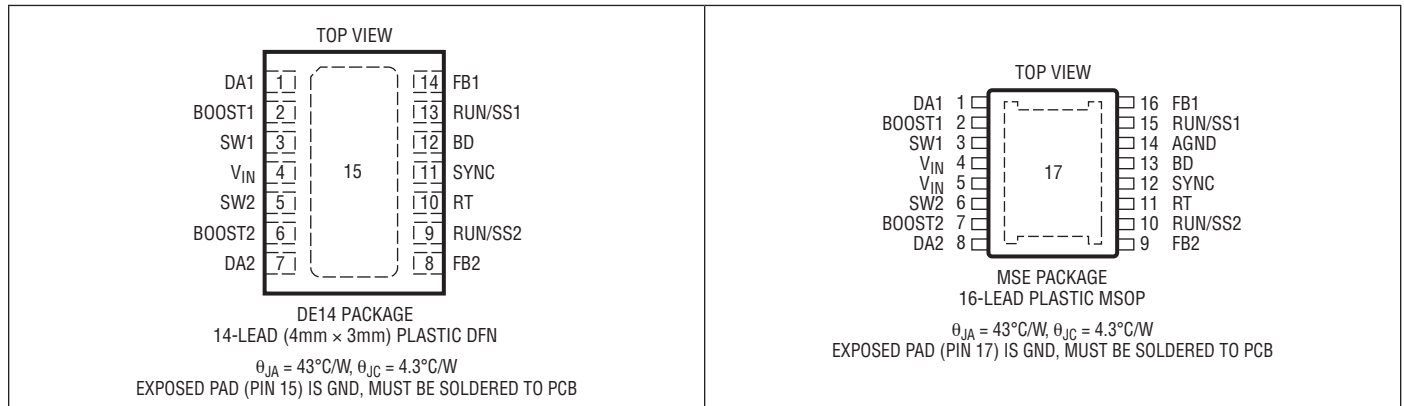 TOP VIEW
DA1 1 14 FB1
BOOST1 2 13 RUN/SS1
SW1 3 12 BD
VIN 4 15 11 SYNC
SW2 5 10 RT
BOOST2 6 9 RUN/SS2
DA2 7 8 FB2
DE14 PACKAGE
14-LEAD (4mm × 3mm) PLASTIC DFN
θJA = 43°C/W, θJC = 4.3°C/W
EXPOSED PAD (PIN 15) IS GND, MUST BE SOLDERED TO PCB
TOP VIEW
DA1 1 16 FB1
BOOST1 2 15 RUN/SS1
SW1 3 14 AGND
VIN 4 17 13 BD
VIN 5 12 SYNC
SW2 6 11 RT
BOOST2 7 10 RUN/SS2
DA2 8 9 FB2
MSE PACKAGE
16-LEAD PLASTIC MSOP
θJA = 43°C/W, θJC = 4.3°C/W
EXPOSED PAD (PIN 17) IS GND, MUST BE SOLDERED TO PCB